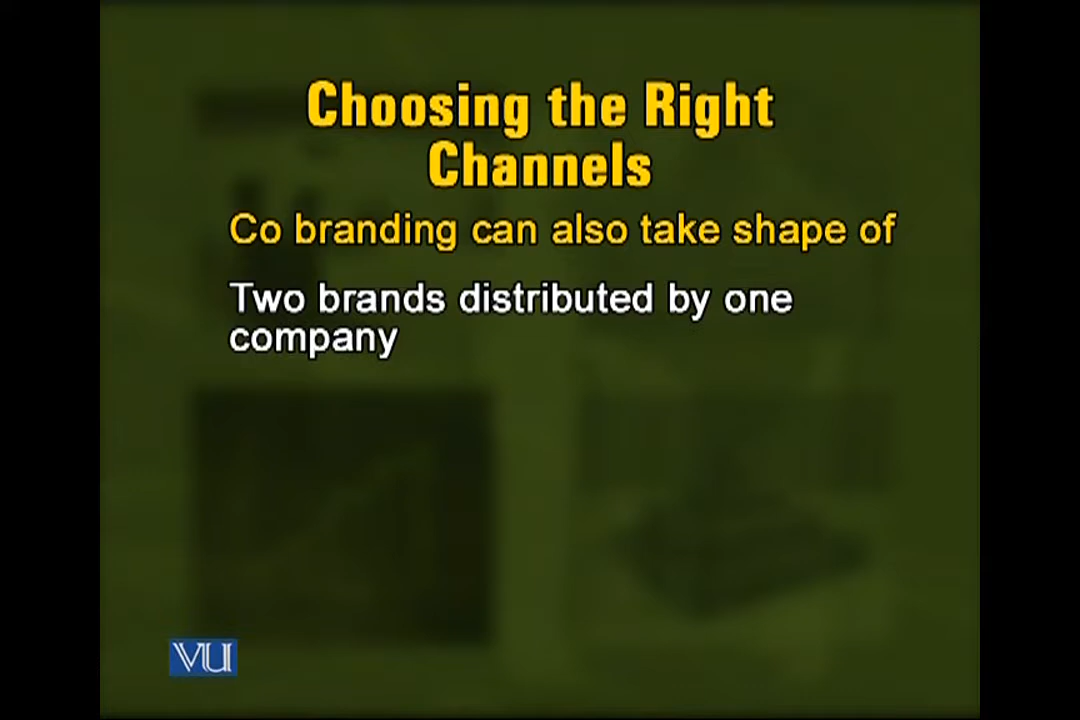 Choosing the Right
Channels
Co branding can also take shape of
Two brands distributed by one
company
VU